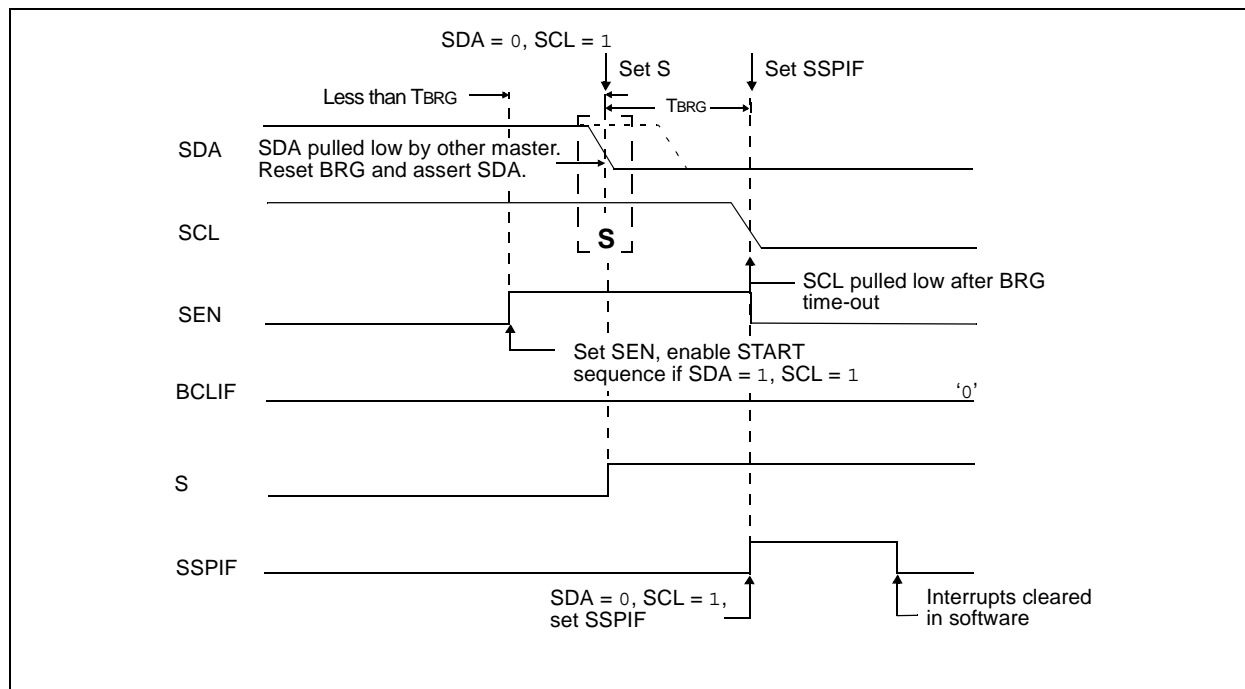 SDA = 0, SCL = 1
Set S
Set SSPIF
Less than TBRG
TBRG
SDA
SDA pulled low by other master.
Reset BRG and assert SDA.
SCL
S
SCL pulled low after BRG
time-out
SEN
Set SEN, enable START
sequence if SDA = 1, SCL = 1
BCLIF
‘0’
S
SSPIF
SDA = 0, SCL = 1,
set SSPIF
Interrupts cleared
in software